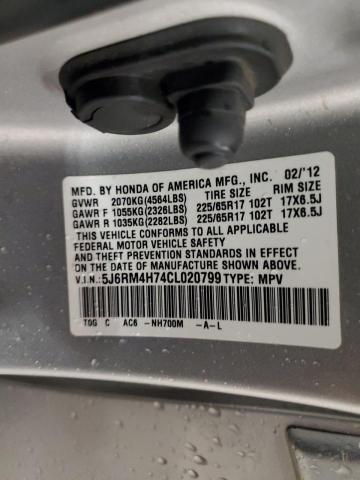 MFD. BY HONDA OF AMERICA MFG., INC. 02/'12
GVWR 2070KG(4564LBS) TIRE SIZE RIM SIZE
GAWR F 1055KG(2326LBS) 225/65R17 102T 17X6.5J
GAWR R 1035KG(2282LBS) 225/65R17 102T 17X6.5J
THIS VEHICLE CONFORMS TO ALL APPLICABLE
FEDERAL MOTOR VEHICLE SAFETY
AND THEFT PREVENTION STANDARDS IN EFFECT
ON THE DATE OF MANUFACTURE SHOWN ABOVE.
V.I.N.: 5J6RM4H74CL020799 TYPE: MPV
T0G C AC6 -NH700M -A-L